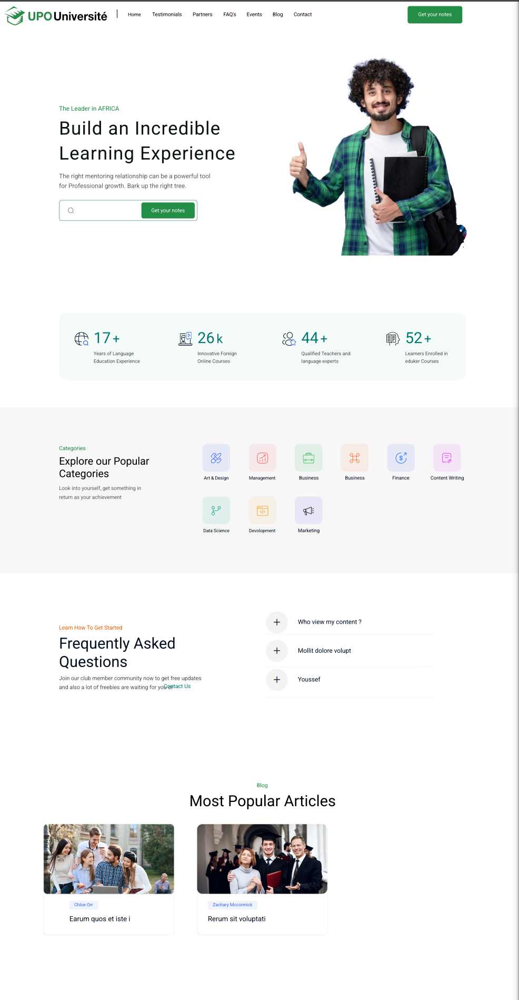 UPO Université
Home Testimonials Partners FAQ's Events Blog Contact
Get your notes
The Leader in AFRICA
Build an Incredible
Learning Experience
The right mentoring relationship can be a powerful tool
for Professional growth. Bark up the right tree.
Get your notes
17 +
Years of Language
Education Experience
26 k
Innovative Foreign
Online Courses
44 +
Qualified Teachers and
language experts
52 +
Learners Enrolled in
eduker Courses
Categories
Explore our Popular
Categories
Look into yourself, get something in
return as your achievement
Art & Design
Management
Business
Business
Finance
Content Writing
Data Science
Devolopment
Marketing
Learn How To Get Started
Frequently Asked
Questions
Join our club member community now to get free updates
and also a lot of freebies are waiting for you or
Contact Us
Who view my content ?
Mollit dolore volupt
Youssef
Blog
Most Popular Articles
Chloe Orr
Earum quos et iste i
Zachary Mccormick
Rerum sit voluptati